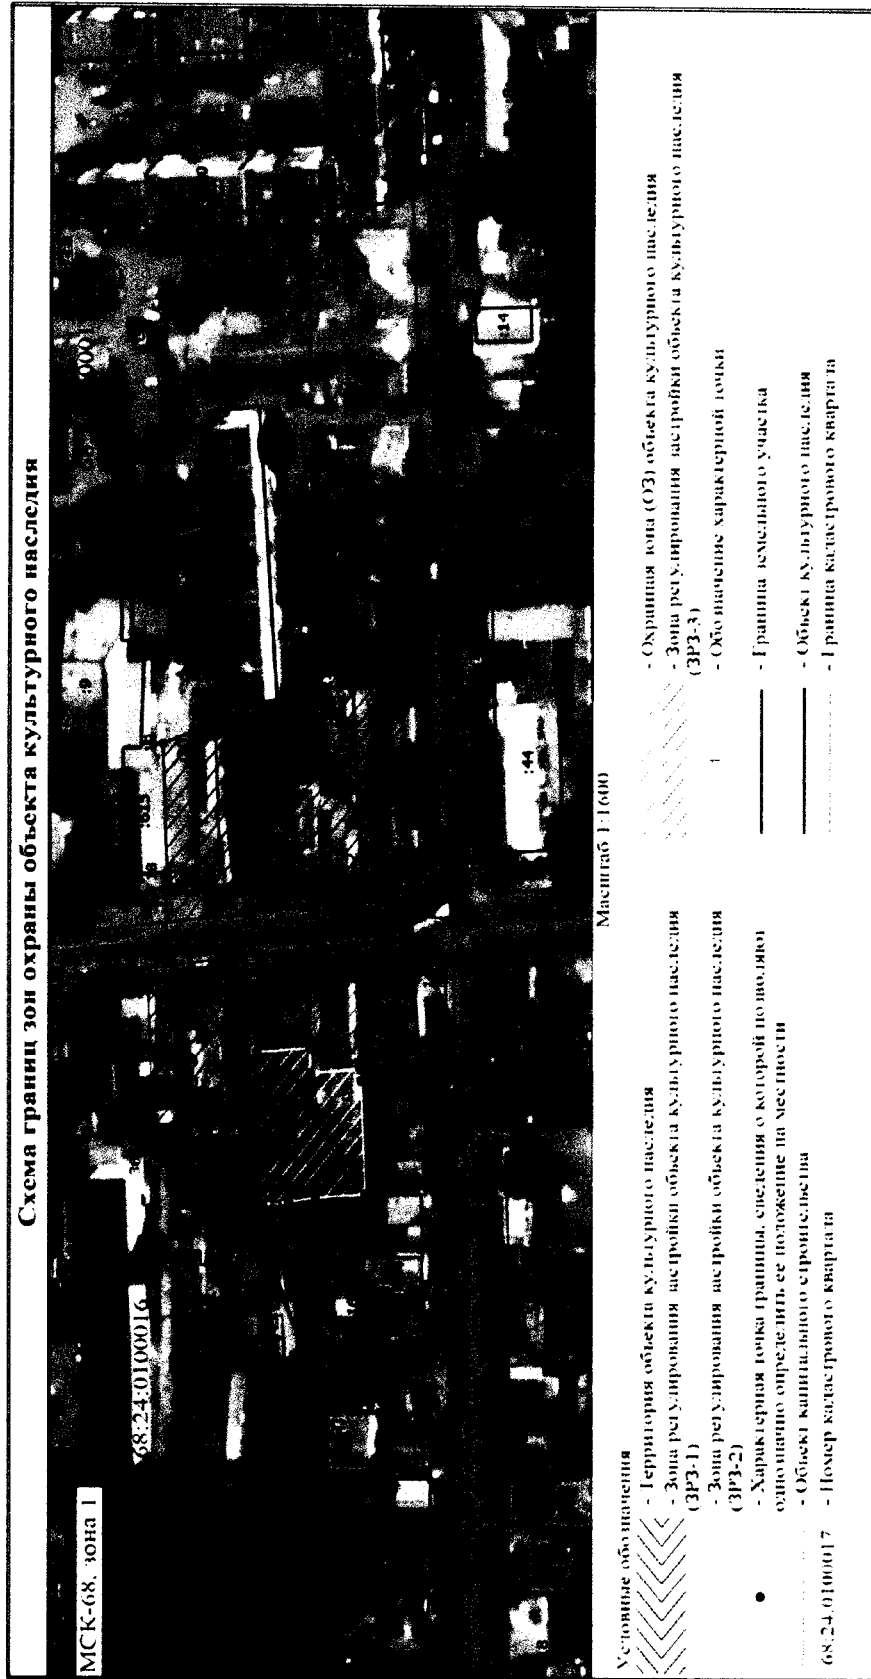 Схема границ зон охраны объекта культурного наследия
МСК-68, зона 1
68:24:0100016
:615
:44
:14
Масштаб 1:1600
Условные обозначения
- Территория объекта культурного наследия
- Зона регулирования застройки объекта культурного наследия
(ЗРЗ-1)
- Зона регулирования застройки объекта культурного наследия
(ЗРЗ-2)
- Характерная точка границы, сведения о которой позволяют
однозначно определить ее положение на местности
- Объект капитального строительства
68:24:0100017 - Номер кадастрового квартала
- Охранная зона (ОЗ) объекта культурного наследия
- Зона регулирования застройки объекта культурного наследия
(ЗРЗ-3)
1 - Обозначение характерной точки
- Граница земельного участка
- Объект культурного наследия
- Граница кадастрового квартала